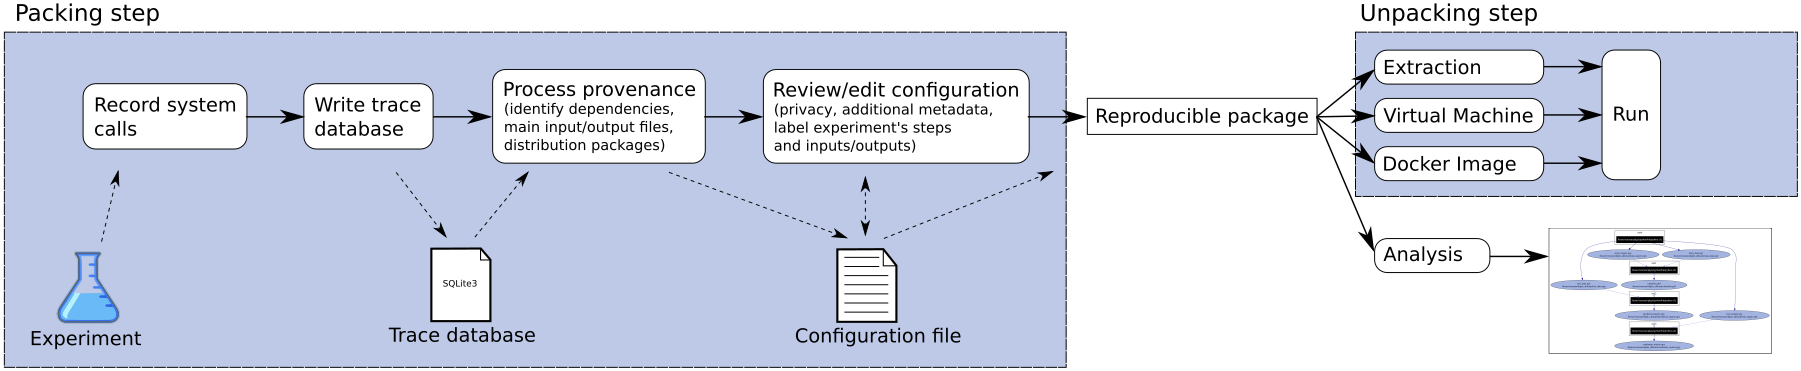 Packing step
Record system
calls
Write trace
database
Process provenance
(identify dependencies,
main input/output files,
distribution packages)
Review/edit configuration
(privacy, additional metadata,
label experiment's steps
and inputs/outputs)
Experiment
SQLite3
Trace database
Configuration file
Reproducible package
Unpacking step
Extraction
Virtual Machine
Docker Image
Run
Analysis